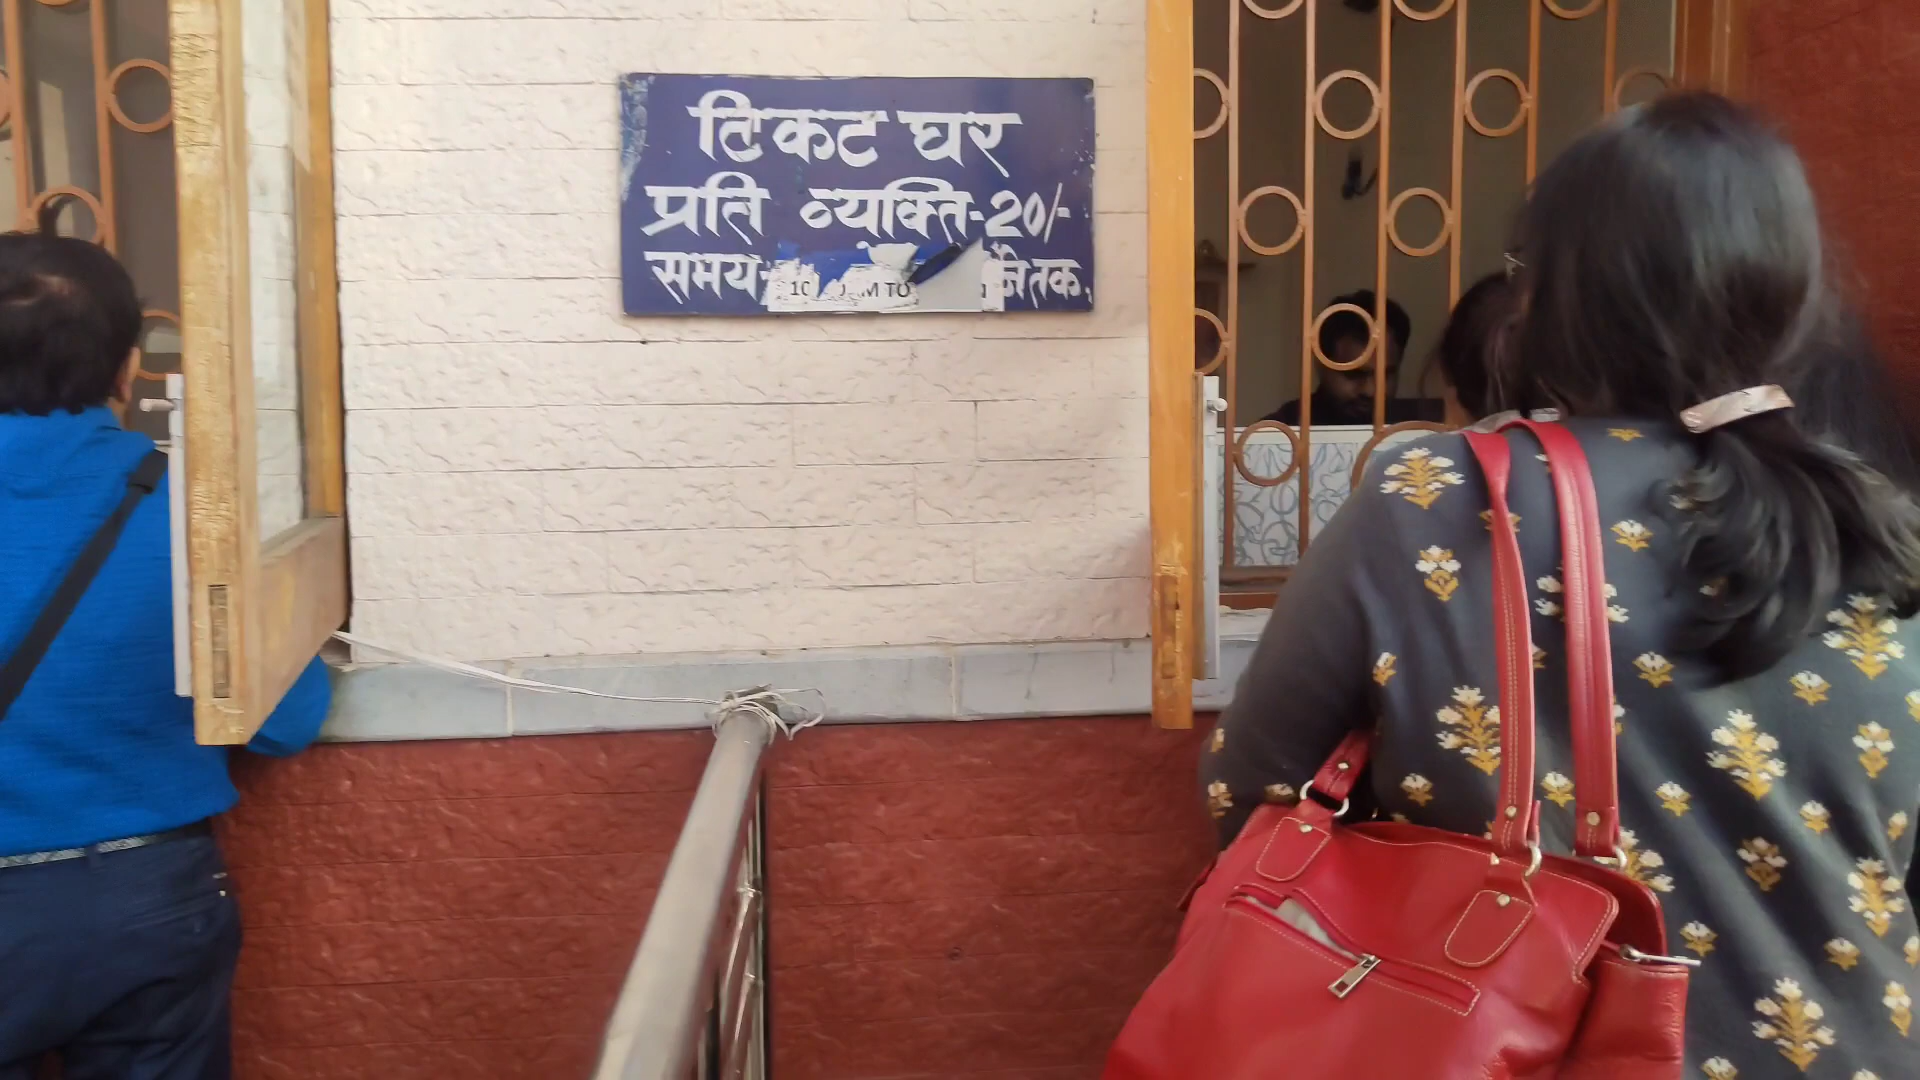 टिकट घर
प्रति व्यक्ति-20/-
समय- 10 M TO तक.